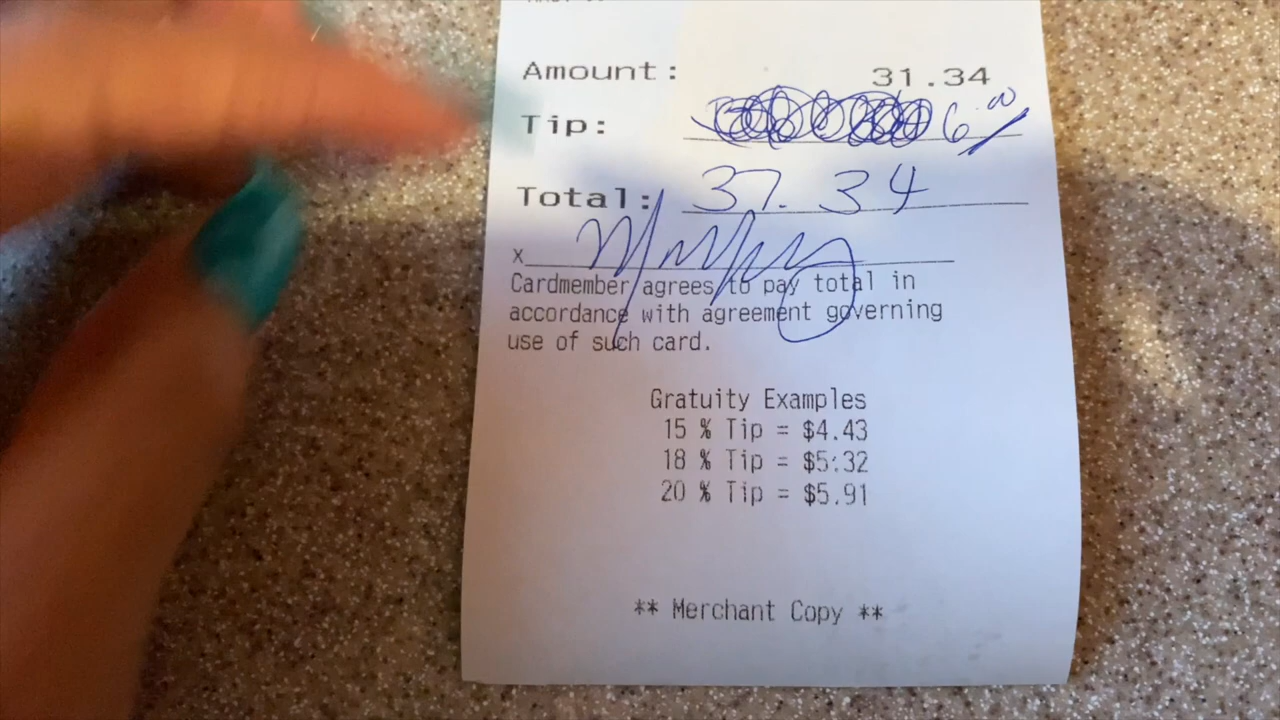 Amount: 31.34
Tip: 6.00
Total: 37.34
x
Cardmember agrees to pay total in
accordance with agreement governing
use of such card.
Gratuity Examples
15 % Tip = $4.43
18 % Tip = $5.32
20 % Tip = $5.91
** Merchant Copy **